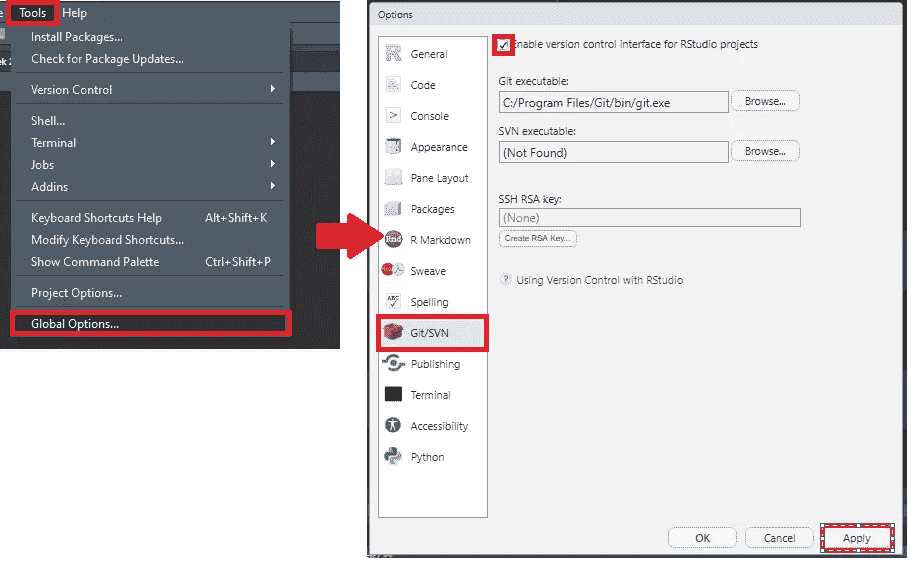 Tools Help
Install Packages...
Check for Package Updates...
Version Control
Shell...
Terminal
Jobs
Addins
Keyboard Shortcuts Help Alt+Shift+K
Modify Keyboard Shortcuts...
Show Command Palette Ctrl+Shift+P
Project Options...
Global Options...
Options
General
Code
Console
Appearance
Pane Layout
Packages
R Markdown
Sweave
Spelling
Git/SVN
Publishing
Terminal
Accessibility
Python
Enable version control interface for RStudio projects
Git executable:
C:/Program Files/Git/bin/git.exe Browse...
SVN executable:
(Not Found) Browse...
SSH RSA key:
(None)
Create RSA Key...
? Using Version Control with RStudio
OK Cancel Apply